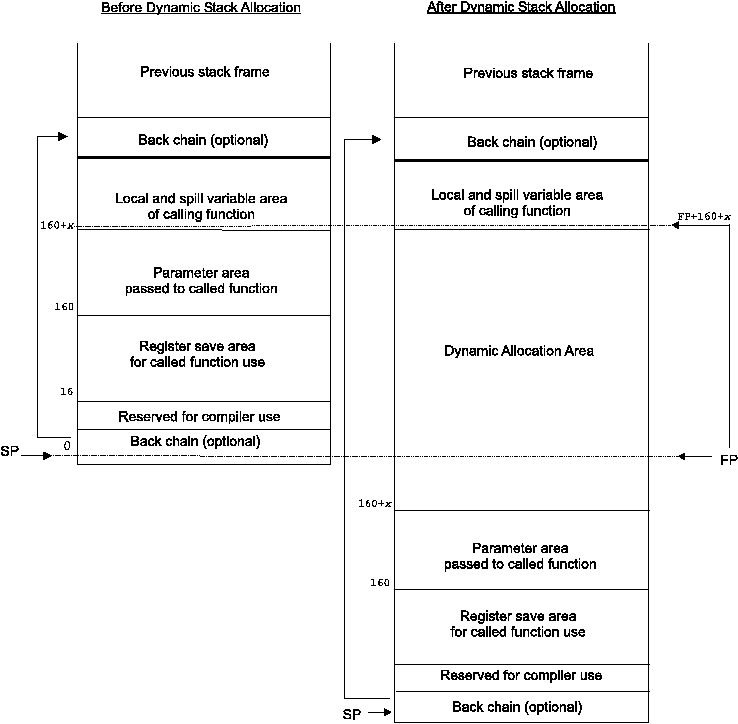 Before Dynamic Stack Allocation
After Dynamic Stack Allocation
Previous stack frame
Previous stack frame
Back chain (optional)
Back chain (optional)
Local and spill variable area
of calling function
Local and spill variable area
of calling function
160+x
FP+160+x
Parameter area
passed to called function
160
Register save area
for called function use
Dynamic Allocation Area
16
Reserved for compiler use
0
Back chain (optional)
SP
FP
160+x
Parameter area
passed to called function
160
Register save area
for called function use
Reserved for compiler use
Back chain (optional)
SP